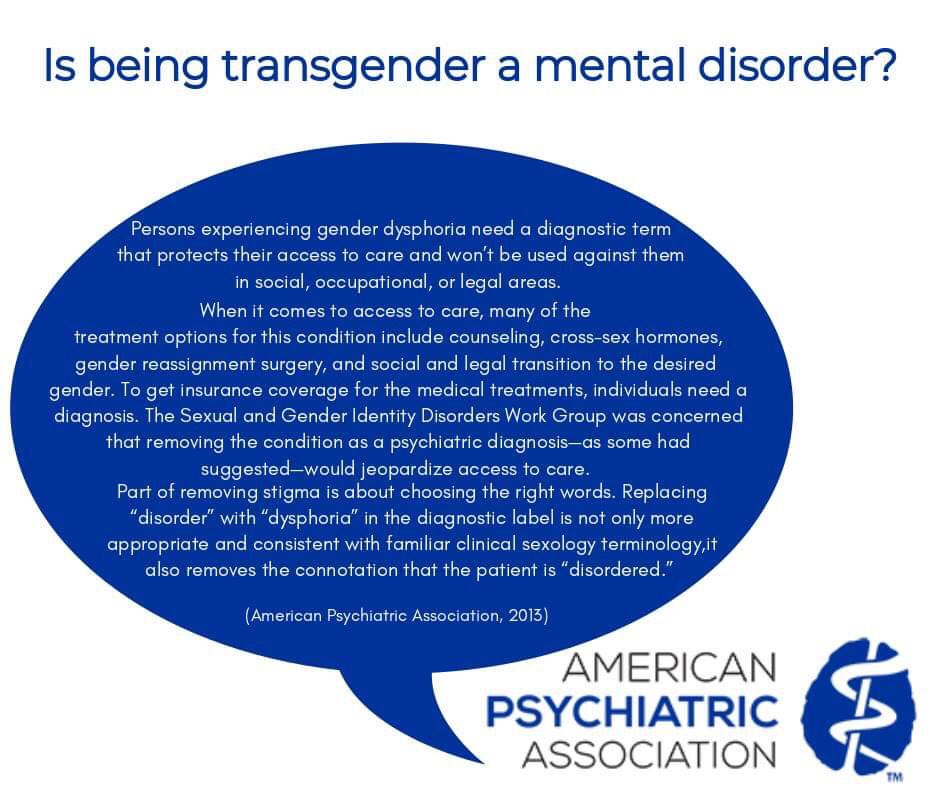 Is being transgender a mental disorder?
Persons experiencing gender dysphoria need a diagnostic term
that protects their access to care and won't be used against them
in social, occupational, or legal areas.
When it comes to access to care, many of the
treatment options for this condition include counseling, cross-sex hormones,
gender reassignment surgery, and social and legal transition to the desired
gender. To get insurance coverage for the medical treatments, individuals need a
diagnosis. The Sexual and Gender Identity Disorders Work Group was concerned
that removing the condition as a psychiatric diagnosis—as some had
suggested—would jeopardize access to care.
Part of removing stigma is about choosing the right words. Replacing
“disorder” with “dysphoria” in the diagnostic label is not only more
appropriate and consistent with familiar clinical sexology terminology,it
also removes the connotation that the patient is “disordered.”
(American Psychiatric Association, 2013)
AMERICAN
PSYCHIATRIC
ASSOCIATION
TM